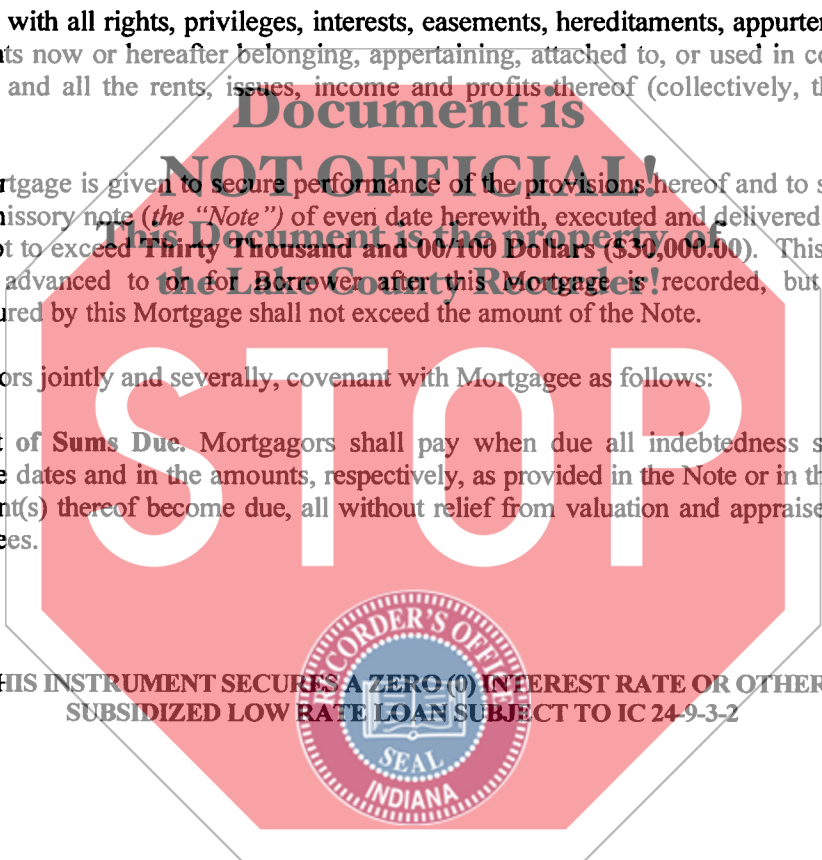 with all rights, privileges, interests, easements, hereditaments, appurten
ts now or hereafter belonging, appertaining, attached to, or used in co
and all the rents, issues, income and profits thereof (collectively, th
Document is
NOT OFFICIAL!
rtgage is given to secure performance of the provisions hereof and to s
nissory note (the “Note”) of even date herewith, executed and delivered
This Document is the property of
ot to exceed Thirty Thousand and 00/100 Dollars ($30,000.00). This
the Lake County Recorder!
advanced to or for Borrower after this Mortgage is recorded, but
ured by this Mortgage shall not exceed the amount of the Note.
STOP
ors jointly and severally, covenant with Mortgagee as follows:
t of Sums Due. Mortgagors shall pay when due all indebtedness s
e dates and in the amounts, respectively, as provided in the Note or in th
nt(s) thereof become due, all without relief from valuation and appraise
ees.
RECORDER'S OFFICE
HIS INSTRUMENT SECURES A ZERO (0) INTEREST RATE OR OTHER
SUBSIDIZED LOW RATE LOAN SUBJECT TO IC 24-9-3-2
SEAL
INDIANA